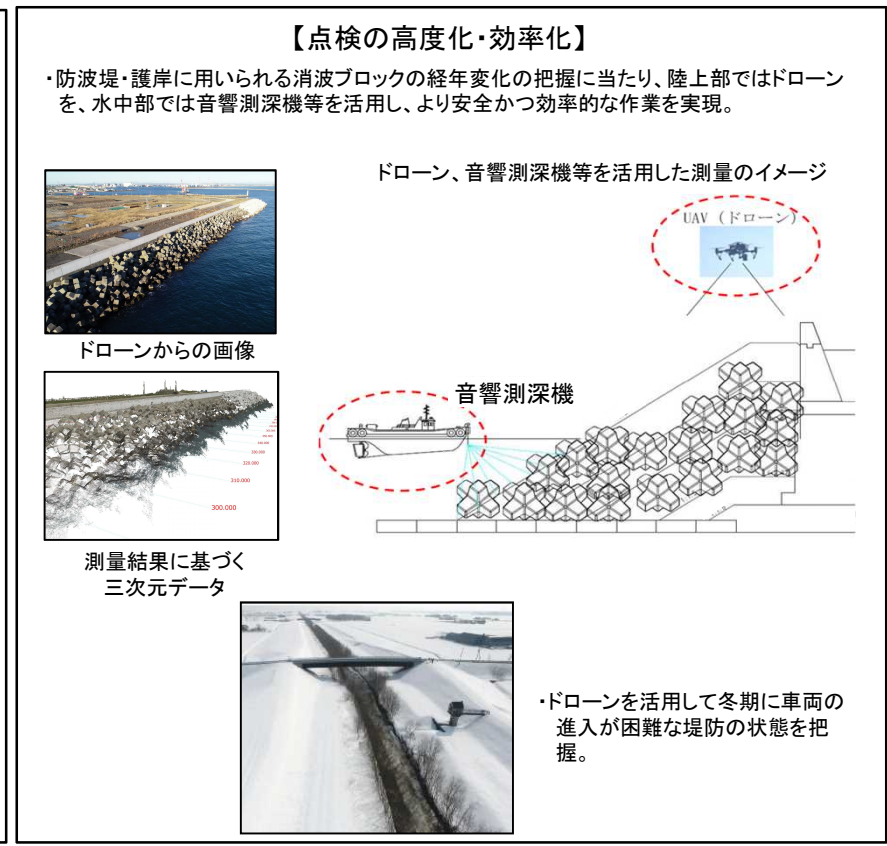 【点検の高度化・効率化】
・防波堤・護岸に用いられる消波ブロックの経年変化の把握に当たり、陸上部ではドローン
を、水中部では音響測深機等を活用し、より安全かつ効率的な作業を実現。
ドローン、音響測深機等を活用した測量のイメージ
UAV (ドローン)
ドローンからの画像
音響測深機
320.000
310.000
300.000
測量結果に基づく
三次元データ
・ドローンを活用して冬期に車両の
進入が困難な堤防の状態を把
握。